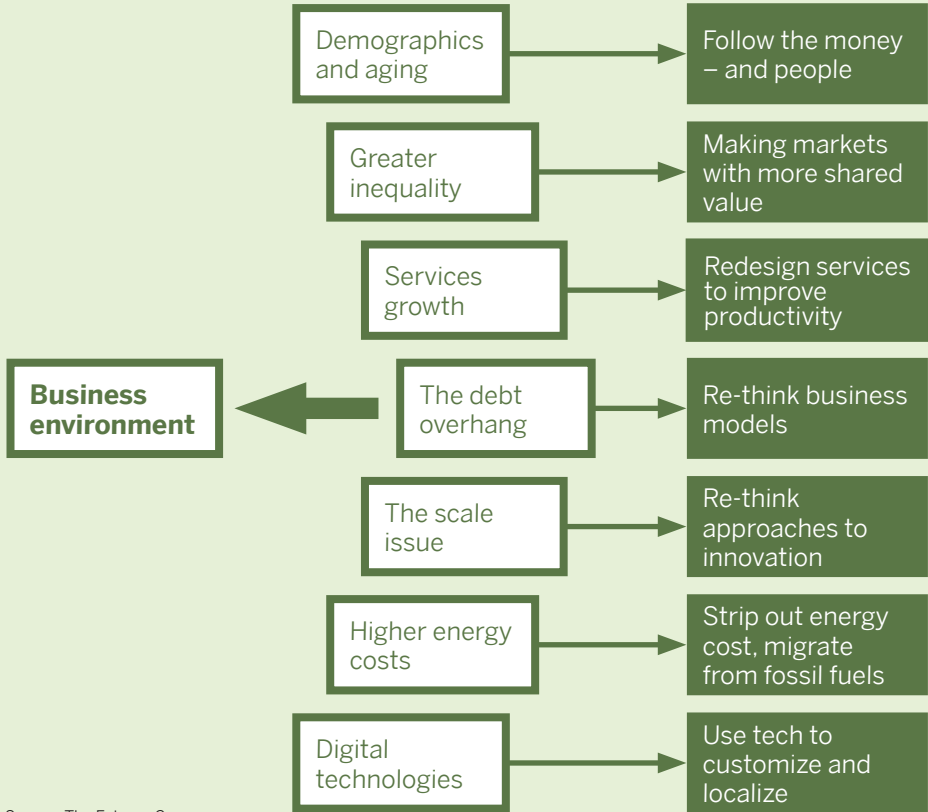 Demographics
and aging
Follow the money
– and people
Greater
inequality
Making markets
with more shared
value
Services
growth
Redesign services
to improve
productivity
Business
environment
The debt
overhang
Re-think business
models
The scale
issue
Re-think
approaches to
innovation
Higher energy
costs
Strip out energy
cost, migrate
from fossil fuels
Digital
technologies
Use tech to
customize and
localize